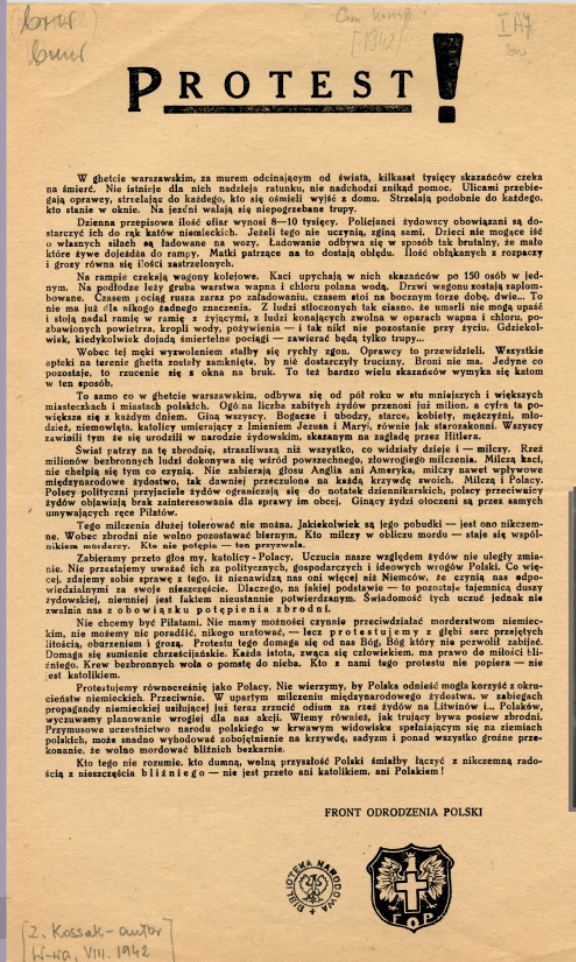 Cim. konsp.
[1942]
I A7
PROTEST!
W ghetcie warszawskim, za murem odcinającym od świata, kilkaset tysięcy skazańców czeka
na śmierć. Nie istnieje dla nich nadzieja ratunku, nie nadchodzi znikąd pomoc. Ulicami przebie-
gają oprawcy, strzelając do każdego, kto się ośmieli wyjść z domu. Strzelają podobnie do każdego,
kto stanie w oknie. Na jezdni walają się niepogrzebane trupy.
Dzienna przepisowa ilość ofiar wynosi 8—10 tysięcy. Policjanci żydowscy obowiązani są do-
starczyć ich do rąk katów niemieckich. Jeżeli tego nie uczynią, zginą sami. Dzieci nie mogące iść
o własnych siłach są ładowane na wozy. Ładowanie odbywa się w sposób tak brutalny, że mało
które żywe dojeżdża do rampy. Matki patrzące na to dostają obłędu. Ilość obłąkanych z rozpaczy
i grozy równa się ilości zastrzelonych.
Na rampie czekają wagony kolejowe. Kaci upychają w nich skazańców po 150 osób w jed-
nym. Na podłodze leży gruba warstwa wapna i chloru polana wodą. Drzwi wagonu zostają zaplom-
bowane. Czasem pociąg rusza zaraz po załadowaniu, czasem stoi na bocznym torze dobę, dwie... To
nie ma już dla nikogo żadnego znaczenia. Z ludzi stłoczonych tak ciasno, że umarli nie mogą upaść
i stoją nadal ramię w ramię z żyjącymi, z ludzi konających zwolna w oparach wapna i chloru, po-
zbawionych powietrza, kropli wody, pożywienia — i tak nikt nie pozostanie przy życiu. Gdziekol-
wiek, kiedykolwiek dojadą śmiertelne pociągi — zawierać będą tylko trupy...
Wobec tej męki wyzwoleniem stałby się rychły zgon. Oprawcy to przewidzieli. Wszystkie
apteki na terenie ghetta zostały zamknięte, by nie dostarczyły trucizny. Broni nie ma. Jedyne co
pozostaje, to rzucenie się z okna na bruk. To też bardzo wielu skazańców wymyka się katom
w ten sposób.
To samo co w ghetcie warszawskim, odbywa się od pół roku w stu mniejszych i większych
miasteczkach i miastach polskich. Ogólna liczba zabitych żydów przenosi już milion, a cyfra ta po-
większa się z każdym dniem. Giną wszyscy. Bogacze i ubodzy, starce, kobiety, mężczyźni, mło-
dzież, niemowlęta, katolicy umierający z Imieniem Jezusa i Maryi, równie jak starozakonni. Wszyscy
zawinili tym że się urodzili w narodzie żydowskim, skazanym na zagładę przez Hitlera.
Świat patrzy na tę zbrodnię, straszliwszą niż wszystko, co widziały dzieje i — milczy. Rzeź
milionów bezbronnych ludzi dokonywa się wśród powszechnego, złowrogiego milczenia. Milczą kaci,
nie chełpią się tym co czynią. Nie zabierają głosu Anglia ani Ameryka, milczy nawet wpływowe
międzynarodowe żydostwo, tak dawniej przeczulone na każdą krzywdę swoich. Milczą i Polacy.
Polscy polityczni przyjaciele żydów ograniczają się do notatek dziennikarskich, polscy przeciwnicy
żydów objawiają brak zainteresowania dla sprawy im obcej. Ginący żydzi otoczeni są przez samych
umywających ręce Piłatów.
Tego milczenia dłużej tolerować nie można. Jakiekolwiek są jego pobudki — jest ono nikczem-
ne. Wobec zbrodni nie wolno pozostawać biernym. Kto milczy w obliczu mordu — staje się wspól-
nikiem mordercy. Kto nie potępia — ten przyzwala.
Zabieramy przeto głos my, katolicy - Polacy. Uczucia nasze względem żydów nie uległy zmia-
nie. Nie przestajemy uważać ich za politycznych, gospodarczych i ideowych wrogów Polski. Co wię-
cej, zdajemy sobie sprawę z tego, iż nienawidzą nas oni więcej niż Niemców, że czynią nas odpo-
wiedzialnymi za swoje nieszczęście. Dlaczego, na jakiej podstawie — to pozostaje tajemnicą duszy
żydowskiej, niemniej jest faktem nieustannie potwierdzanym. Świadomość tych uczuć jednak nie
zwalnia nas z obowiązku potępienia zbrodni.
Nie chcemy być Piłatami. Nie mamy możności czynnie przeciwdziałać morderstwom niemiec-
kim, nie możemy nic poradzić, nikogo uratować, — lecz protestujemy z głębi serc przejętych
litością, oburzeniem i grozą. Protestu tego domaga się od nas Bóg, Bóg który nie pozwolił zabijać.
Domaga się sumienie chrześcijańskie. Każda istota, zwąca się człowiekiem, ma prawo do miłości bli-
źniego. Krew bezbronnych woła o pomstę do nieba. Kto z nami tego protestu nie popiera — nie
jest katolikiem.
Protestujemy równocześnie jako Polacy. Nie wierzymy, by Polska odnieść mogła korzyść z okru-
cieństw niemieckich. Przeciwnie. W upartym milczeniu międzynarodowego żydostwa, w zabiegach
propagandy niemieckiej usiłującej już teraz zrzucić odium za rzeź żydów na Litwinów i... Polaków,
wyczuwamy planowanie wrogiej dla nas akcji. Wiemy również, jak trujący bywa posiew zbrodni.
Przymusowe uczestnictwo narodu polskiego w krwawym widowisku spełniającym się na ziemiach
polskich, może snadno wyhodować zobojętnienie na krzywdę, sadyzm i ponad wszystko groźne prze-
konanie, że wolno mordować bliźnich bezkarnie.
Kto tego nie rozumie, kto dumną, wolną przyszłość Polski śmiałby łączyć z nikczemną rado-
ścią z nieszczęścia bliźniego — nie jest przeto ani katolikiem, ani Polakiem!
FRONT ODRODZENIA POLSKI
BIBLIOTEKA NARODOWA
FOP
[Z. Kossak - autor]
W-wa, VIII. 1942